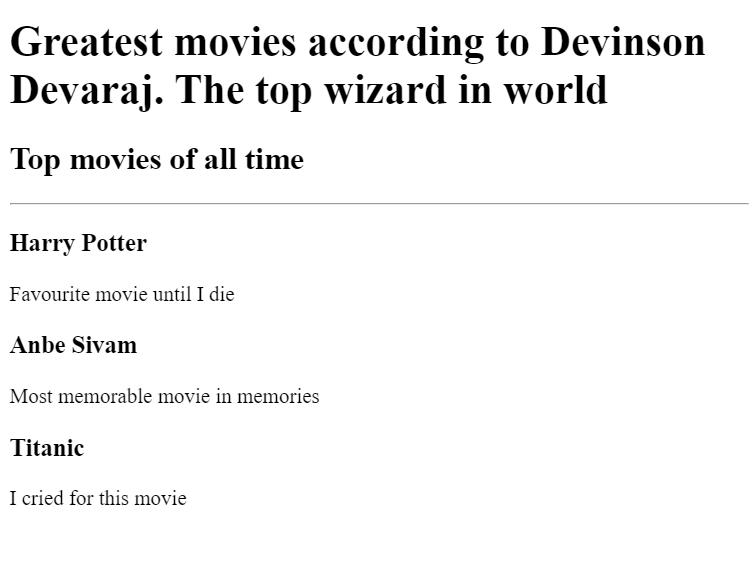 Greatest movies according to Devinson
Devaraj. The top wizard in world
Top movies of all time
Harry Potter
Favourite movie until I die
Anbe Sivam
Most memorable movie in memories
Titanic
I cried for this movie